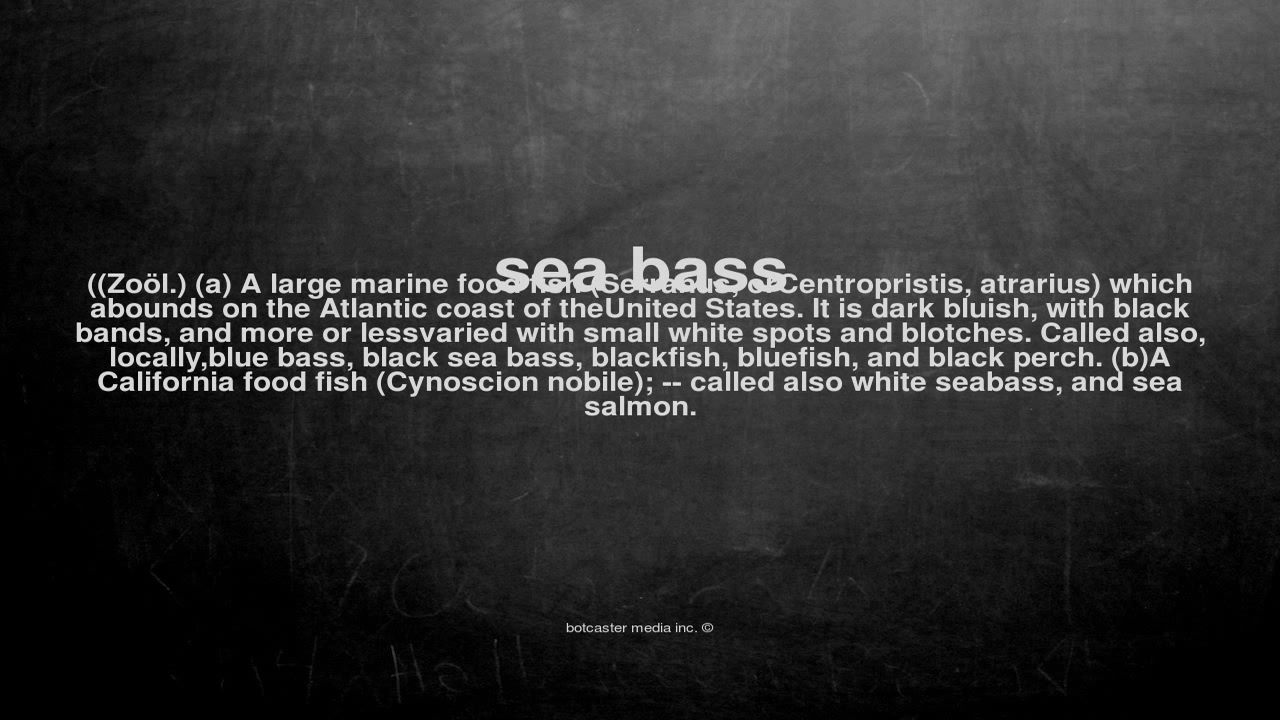 sea bass
((Zoöl.) (a) A large marine food fish (Serranus, or Centropristis, atrarius) which
abounds on the Atlantic coast of theUnited States. It is dark bluish, with black
bands, and more or lessvaried with small white spots and blotches. Called also,
locally,blue bass, black sea bass, blackfish, bluefish, and black perch. (b)A
California food fish (Cynoscion nobile); -- called also white seabass, and sea
salmon.
botcaster media inc. ©